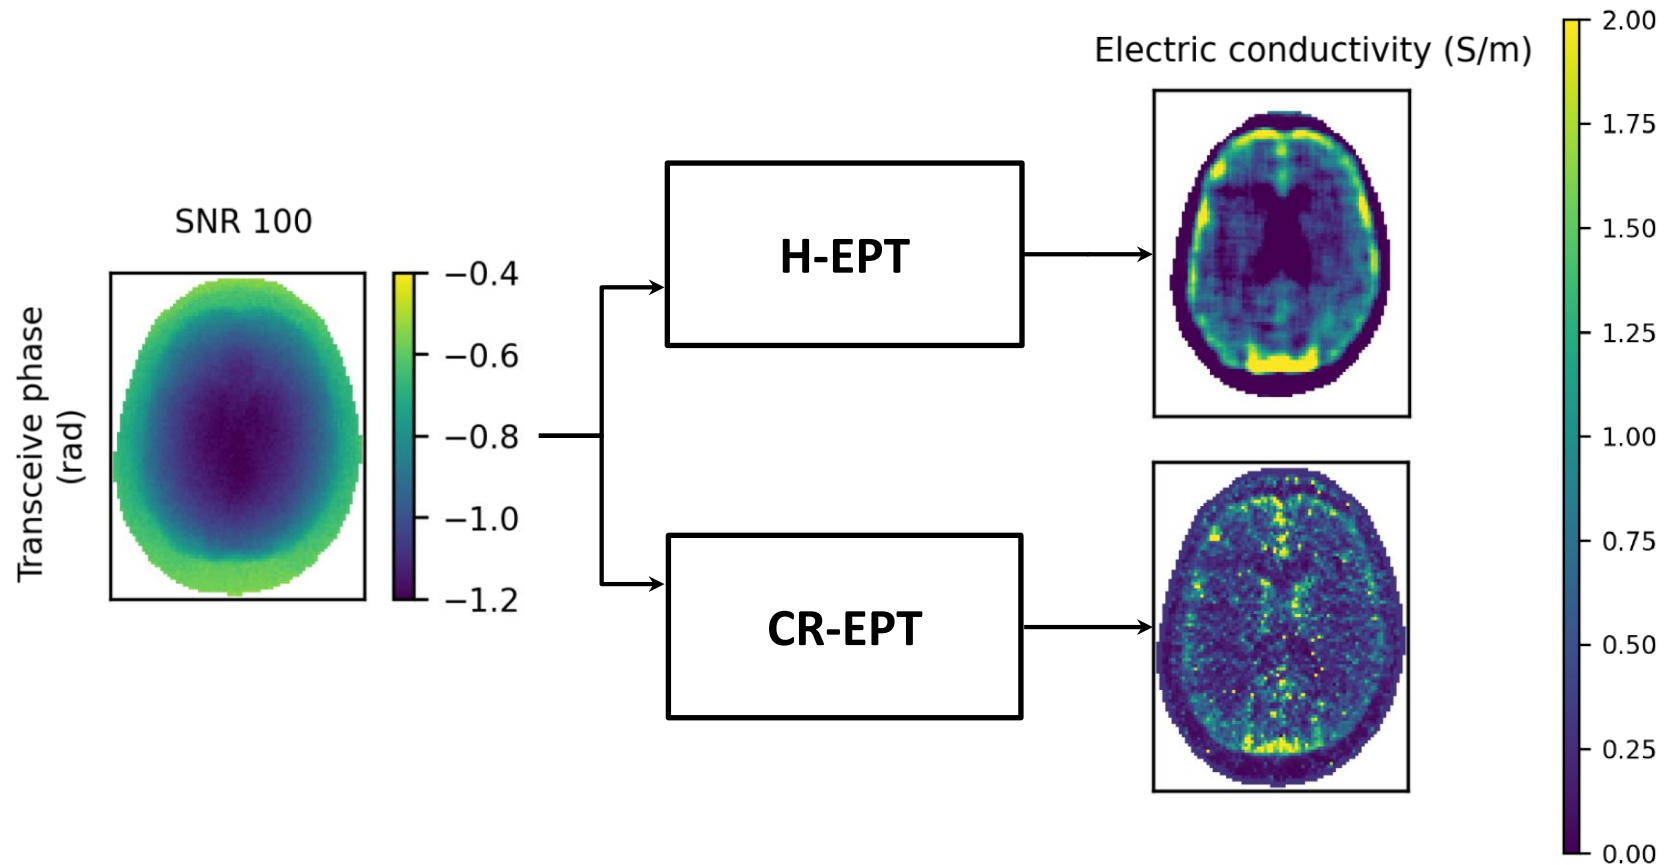 SNR 100
Transceive phase
(rad)
−0.4
−0.6
−0.8
−1.0
−1.2
H-EPT
CR-EPT
Electric conductivity (S/m)
2.00
1.75
1.50
1.25
1.00
0.75
0.50
0.25
0.00